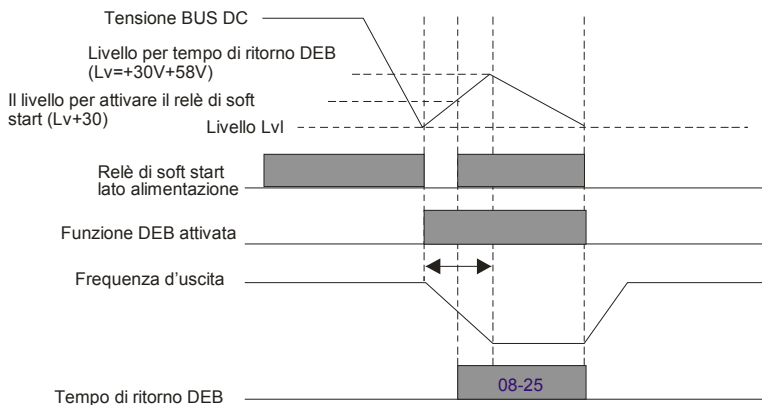 Tensione BUS DC
Livello per tempo di ritorno DEB
(Lv=+30V+58V)
Il livello per attivare il relè di soft
start (Lv+30)
Livello Lvl
Relè di soft start
lato alimentazione
Funzione DEB attivata
Frequenza d'uscita
08-25
Tempo di ritorno DEB